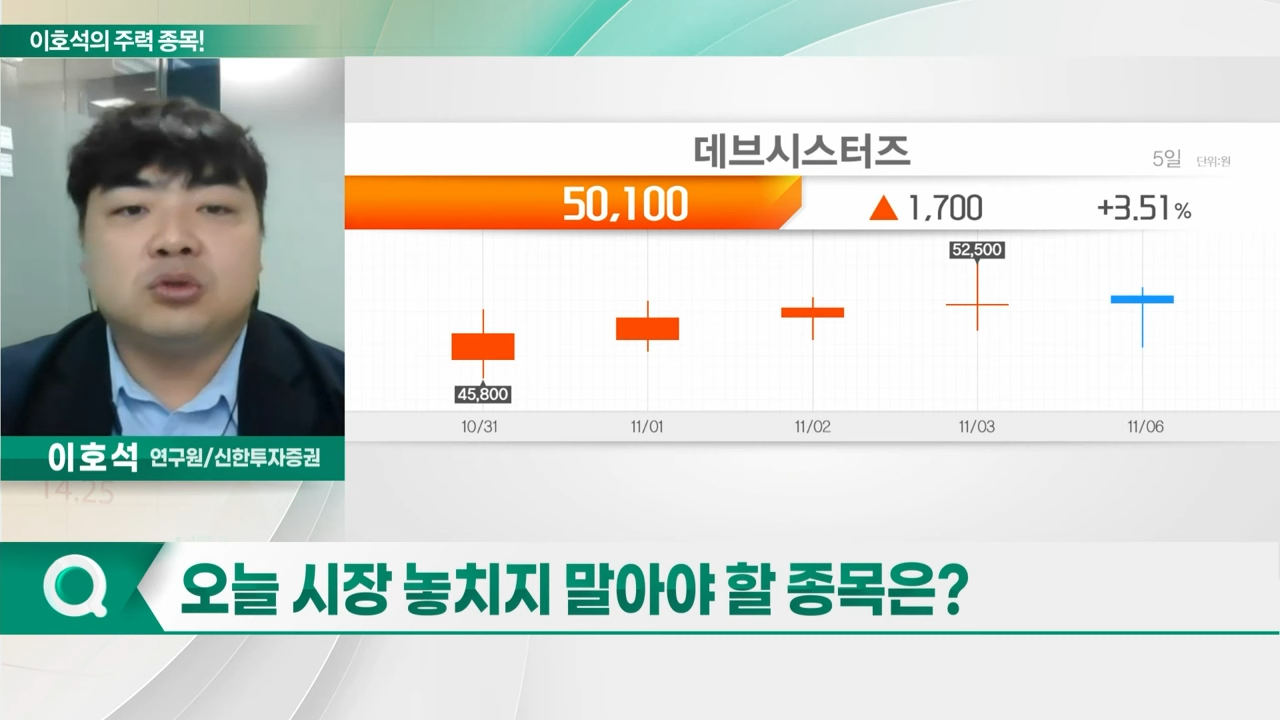 이호석의 주력 종목!
데브시스터즈
5일 단위:원
50,100 ▲ 1,700 +3.51%
52,500
45,800
10/31 11/01 11/02 11/03 11/06
이호석 연구원/신한투자증권
14.25
오늘 시장 놓치지 말아야 할 종목은?